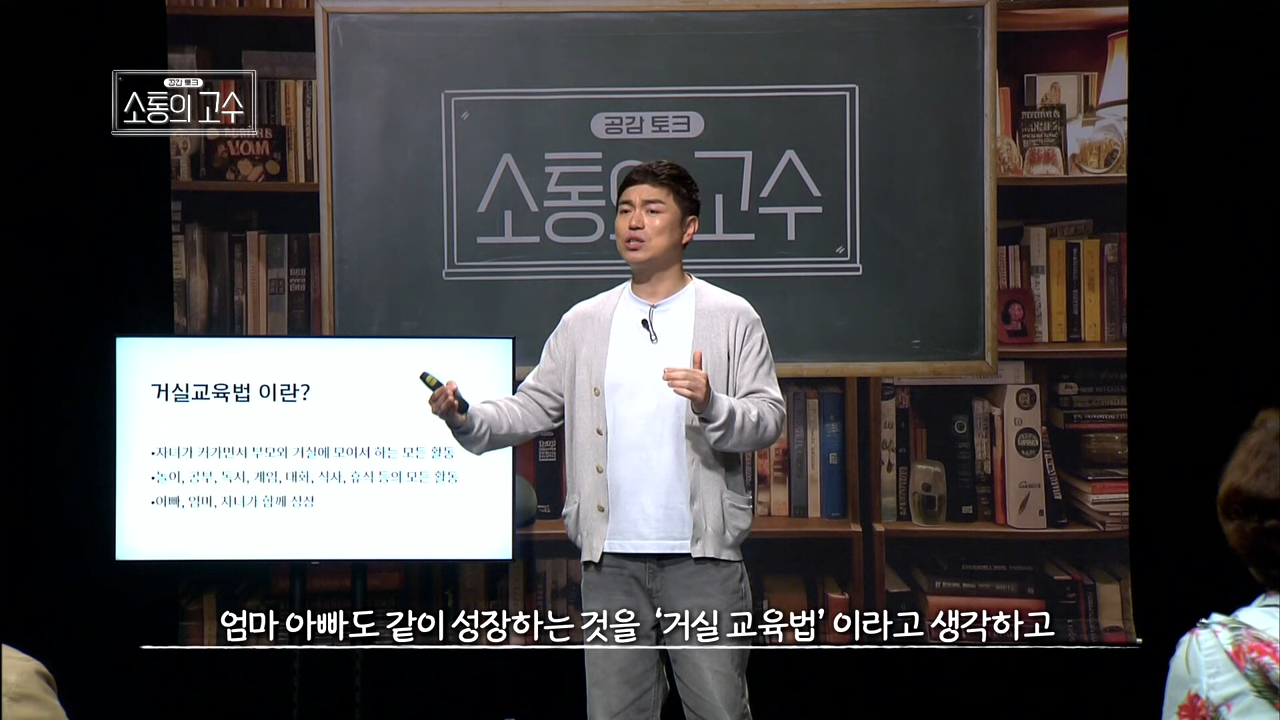 공감 토크
소통의 고수
공감 토크
소통의 고수
거실교육법 이란?
•자녀가 커가면서 부모와 거실에 모여서 하는 모든 활동
•놀이, 공부, 독서, 게임, 대화, 식사, 휴식 등의 모든 활동
•아빠, 엄마, 자녀가 함께 성장
엄마 아빠도 같이 성장하는 것을 ‘거실 교육법’ 이라고 생각하고